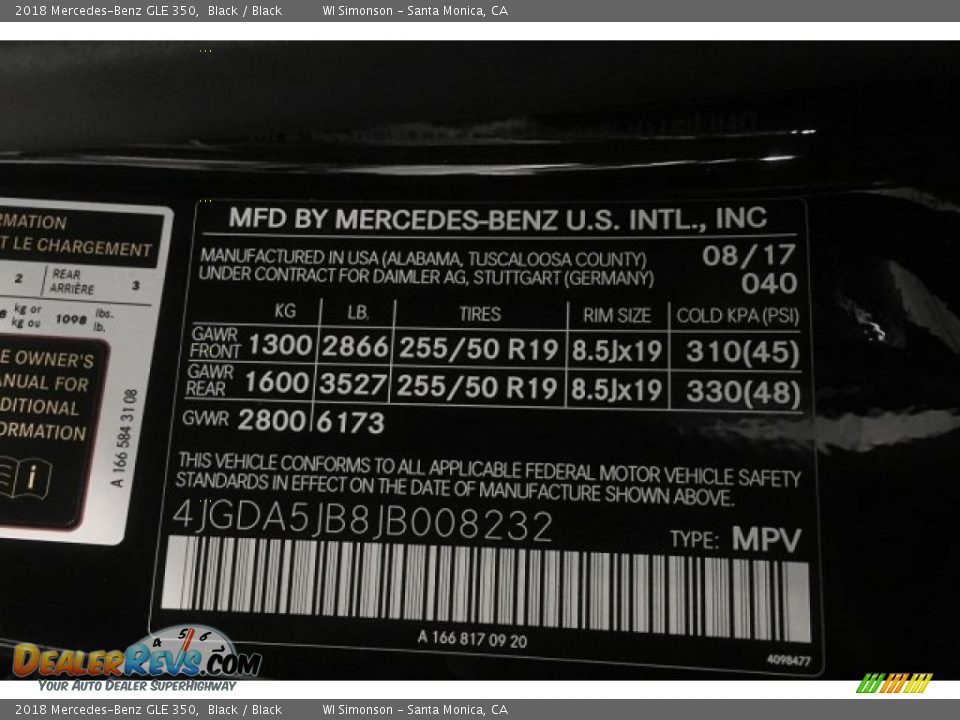 2018 Mercedes-Benz GLE 350, Black / Black WI Simonson - Santa Monica, CA
RMATION
T LE CHARGEMENT
2 REAR ARRIÈRE 3
kg or kg ou 1098 lbs. lb.
E OWNER'S
ANUAL FOR
DITIONAL
ORMATION
i
A 166 584 31 08
MFD BY MERCEDES-BENZ U.S. INTL., INC
MANUFACTURED IN USA (ALABAMA, TUSCALOOSA COUNTY) 08/17
UNDER CONTRACT FOR DAIMLER AG, STUTTGART (GERMANY) 040
KG LB, TIRES RIM SIZE COLD KPA (PSI)
GAWR FRONT 1300 2866 255/50 R19 8.5Jx19 310(45)
GAWR REAR 1600 3527 255/50 R19 8.5Jx19 330(48)
GVWR 2800 6173
THIS VEHICLE CONFORMS TO ALL APPLICABLE FEDERAL MOTOR VEHICLE SAFETY
STANDARDS IN EFFECT ON THE DATE OF MANUFACTURE SHOWN ABOVE.
4JGDA5JB8JB008232 TYPE: MPV
A 166 817 09 20
4098477
4 5 6
DEALERREVS.COM
YOUR AUTO DEALER SUPERHIGHWAY
2018 Mercedes-Benz GLE 350, Black / Black WI Simonson - Santa Monica, CA